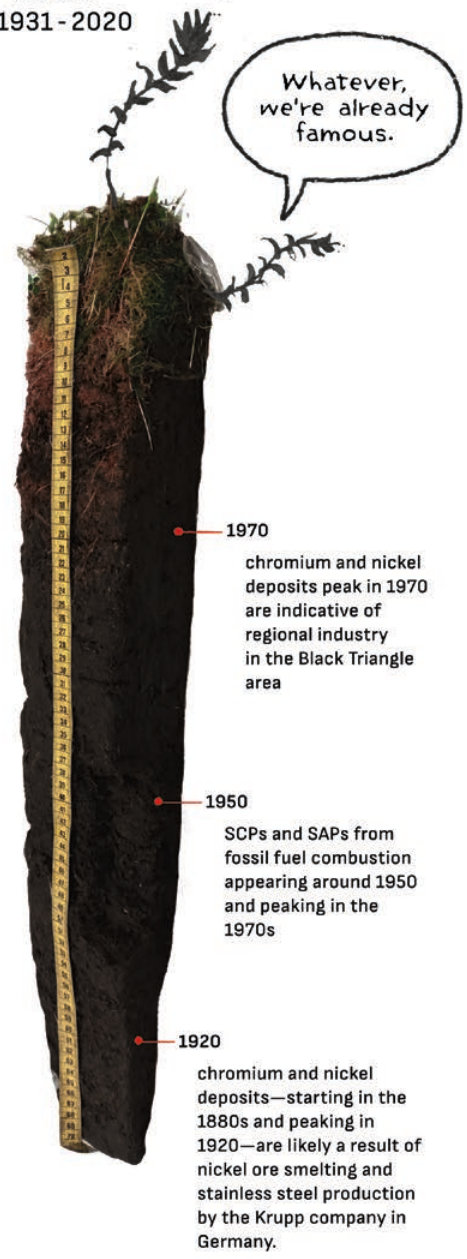 1931 - 2020
Whatever,
we're already
famous.
1970
chromium and nickel
deposits peak in 1970
are indicative of
regional industry
in the Black Triangle
area
1950
SCPs and SAPs from
fossil fuel combustion
appearing around 1950
and peaking in the
1970s
1920
chromium and nickel
deposits—starting in the
1880s and peaking in
1920—are likely a result of
nickel ore smelting and
stainless steel production
by the Krupp company in
Germany.